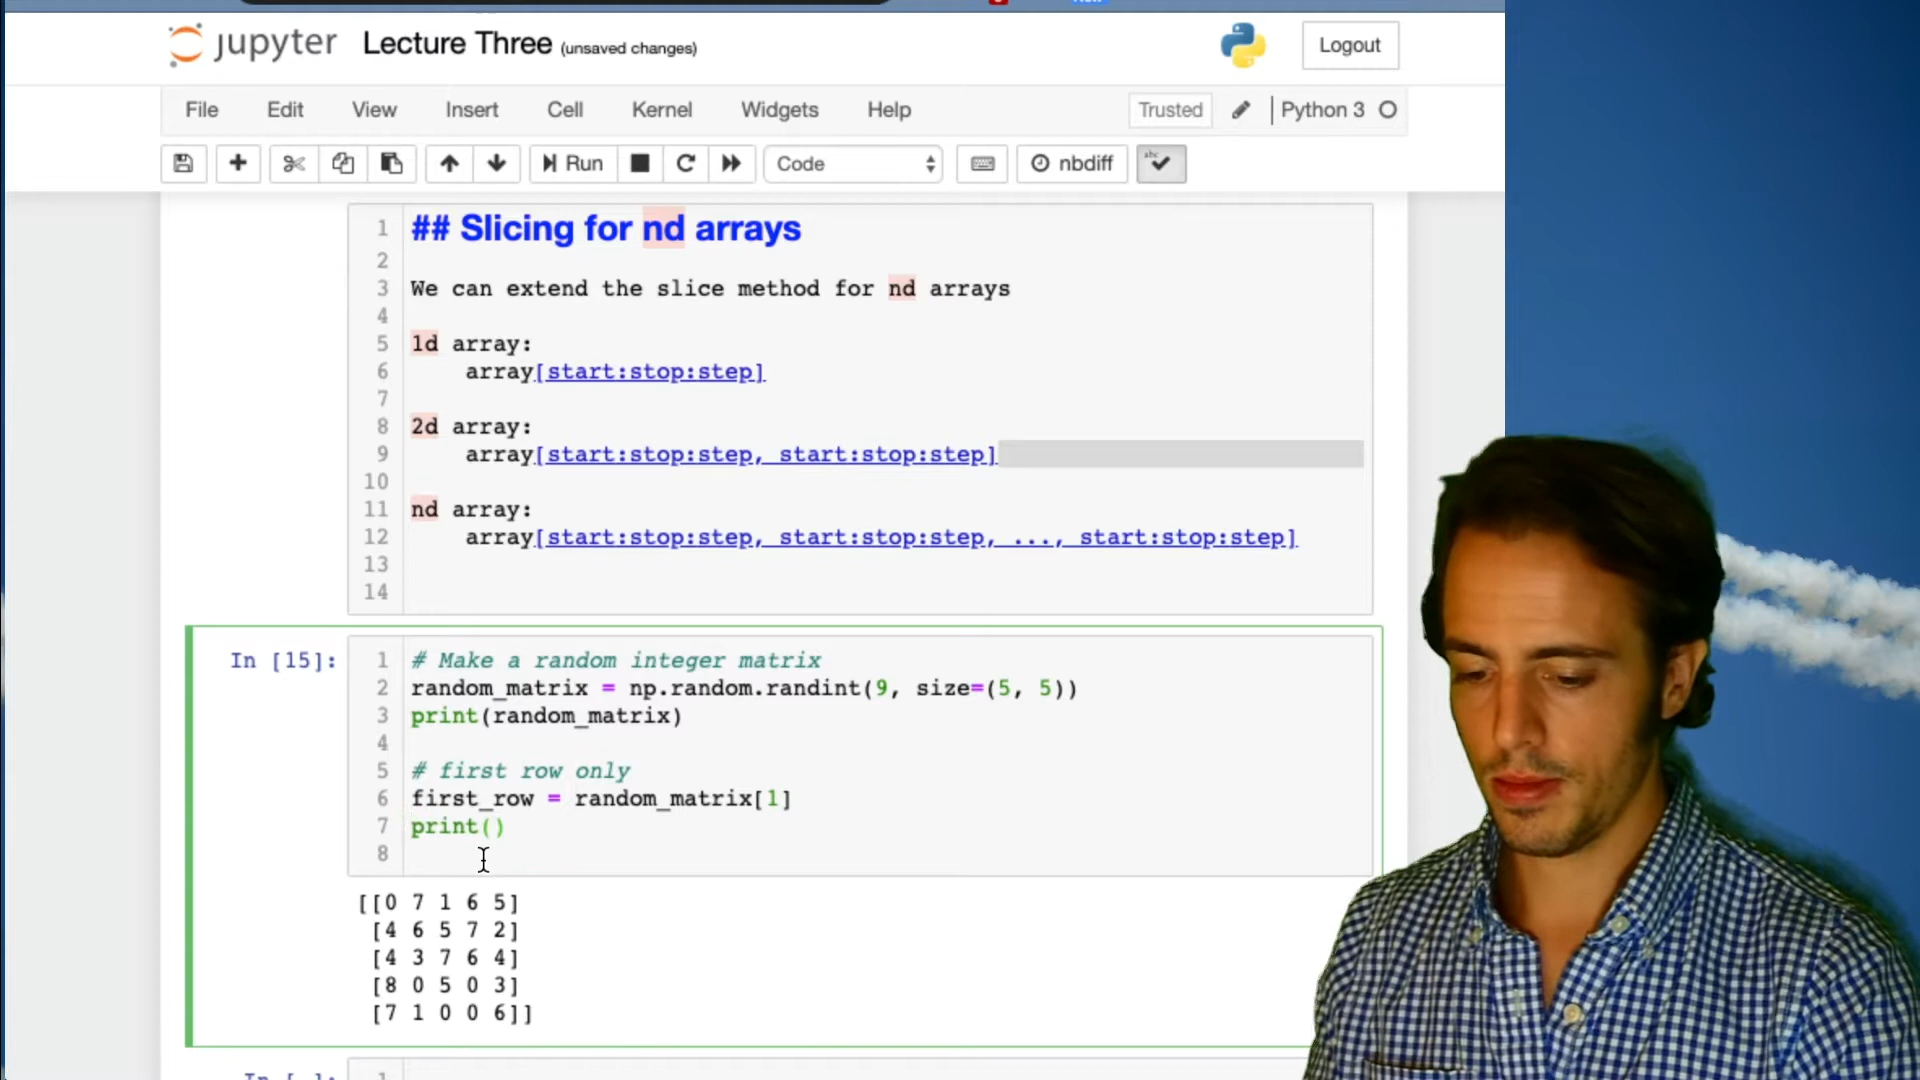 New
jupyter Lecture Three (unsaved changes) Logout
File Edit View Insert Cell Kernel Widgets Help Trusted Python 3
Run Code nbdiff abc
1 ## Slicing for nd arrays
2
3 We can extend the slice method for nd arrays
4
5 1d array:
6 array[start:stop:step]
7
8 2d array:
9 array[start:stop:step, start:stop:step]
10
11 nd array:
12 array[start:stop:step, start:stop:step, ..., start:stop:step]
13
14
In [15]: 1 # Make a random integer matrix
2 random_matrix = np.random.randint(9, size=(5, 5))
3 print(random_matrix)
4
5 # first row only
6 first_row = random_matrix[1]
7 print()
8
[[0 7 1 6 5]
[4 6 5 7 2]
[4 3 7 6 4]
[8 0 5 0 3]
[7 1 0 0 6]]
In [ ]: 1